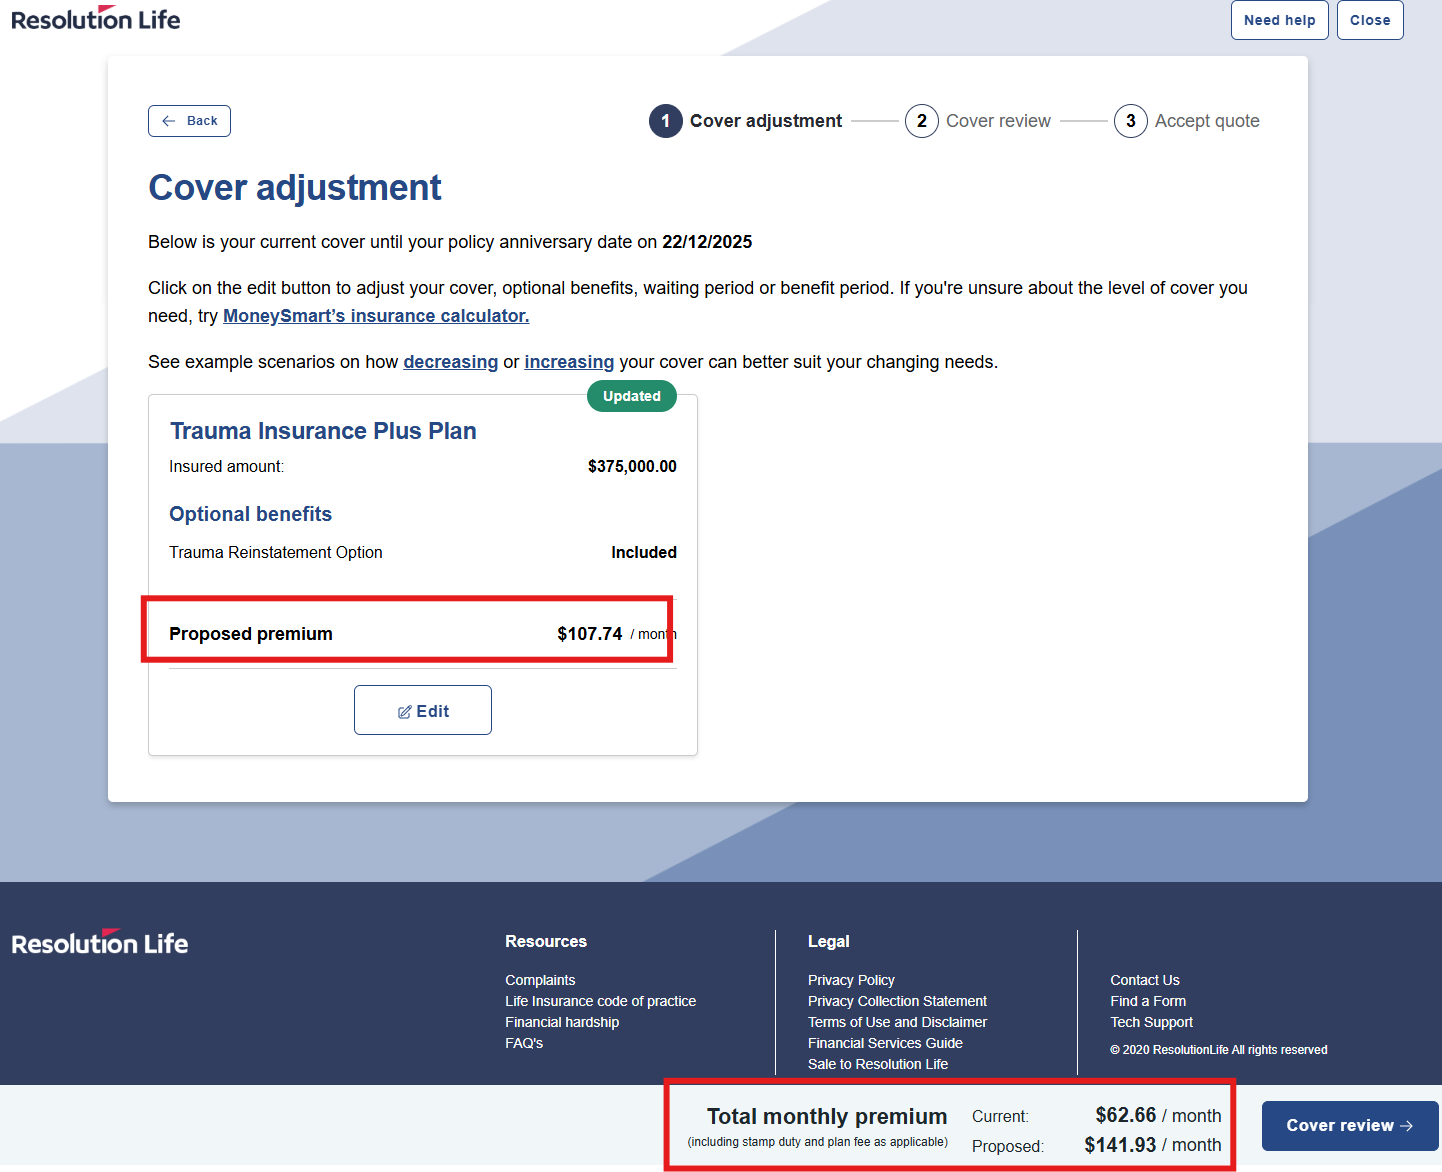 Resolution Life
Need help
Close
Back
1 Cover adjustment
2 Cover review
3 Accept quote
Cover adjustment
Below is your current cover until your policy anniversary date on 22/12/2025
Click on the edit button to adjust your cover, optional benefits, waiting period or benefit period. If you're unsure about the level of cover you
need, try MoneySmart’s insurance calculator.
See example scenarios on how decreasing or increasing your cover can better suit your changing needs.
Updated
Trauma Insurance Plus Plan
Insured amount: $375,000.00
Optional benefits
Trauma Reinstatement Option Included
Proposed premium $107.74 / month
Edit
Resolution Life
Resources
Complaints
Life Insurance code of practice
Financial hardship
FAQ's
Legal
Privacy Policy
Privacy Collection Statement
Terms of Use and Disclaimer
Financial Services Guide
Sale to Resolution Life
Contact Us
Find a Form
Tech Support
© 2020 ResolutionLife All rights reserved
Total monthly premium
(including stamp duty and plan fee as applicable)
Current: $62.66 / month
Proposed: $141.93 / month
Cover review